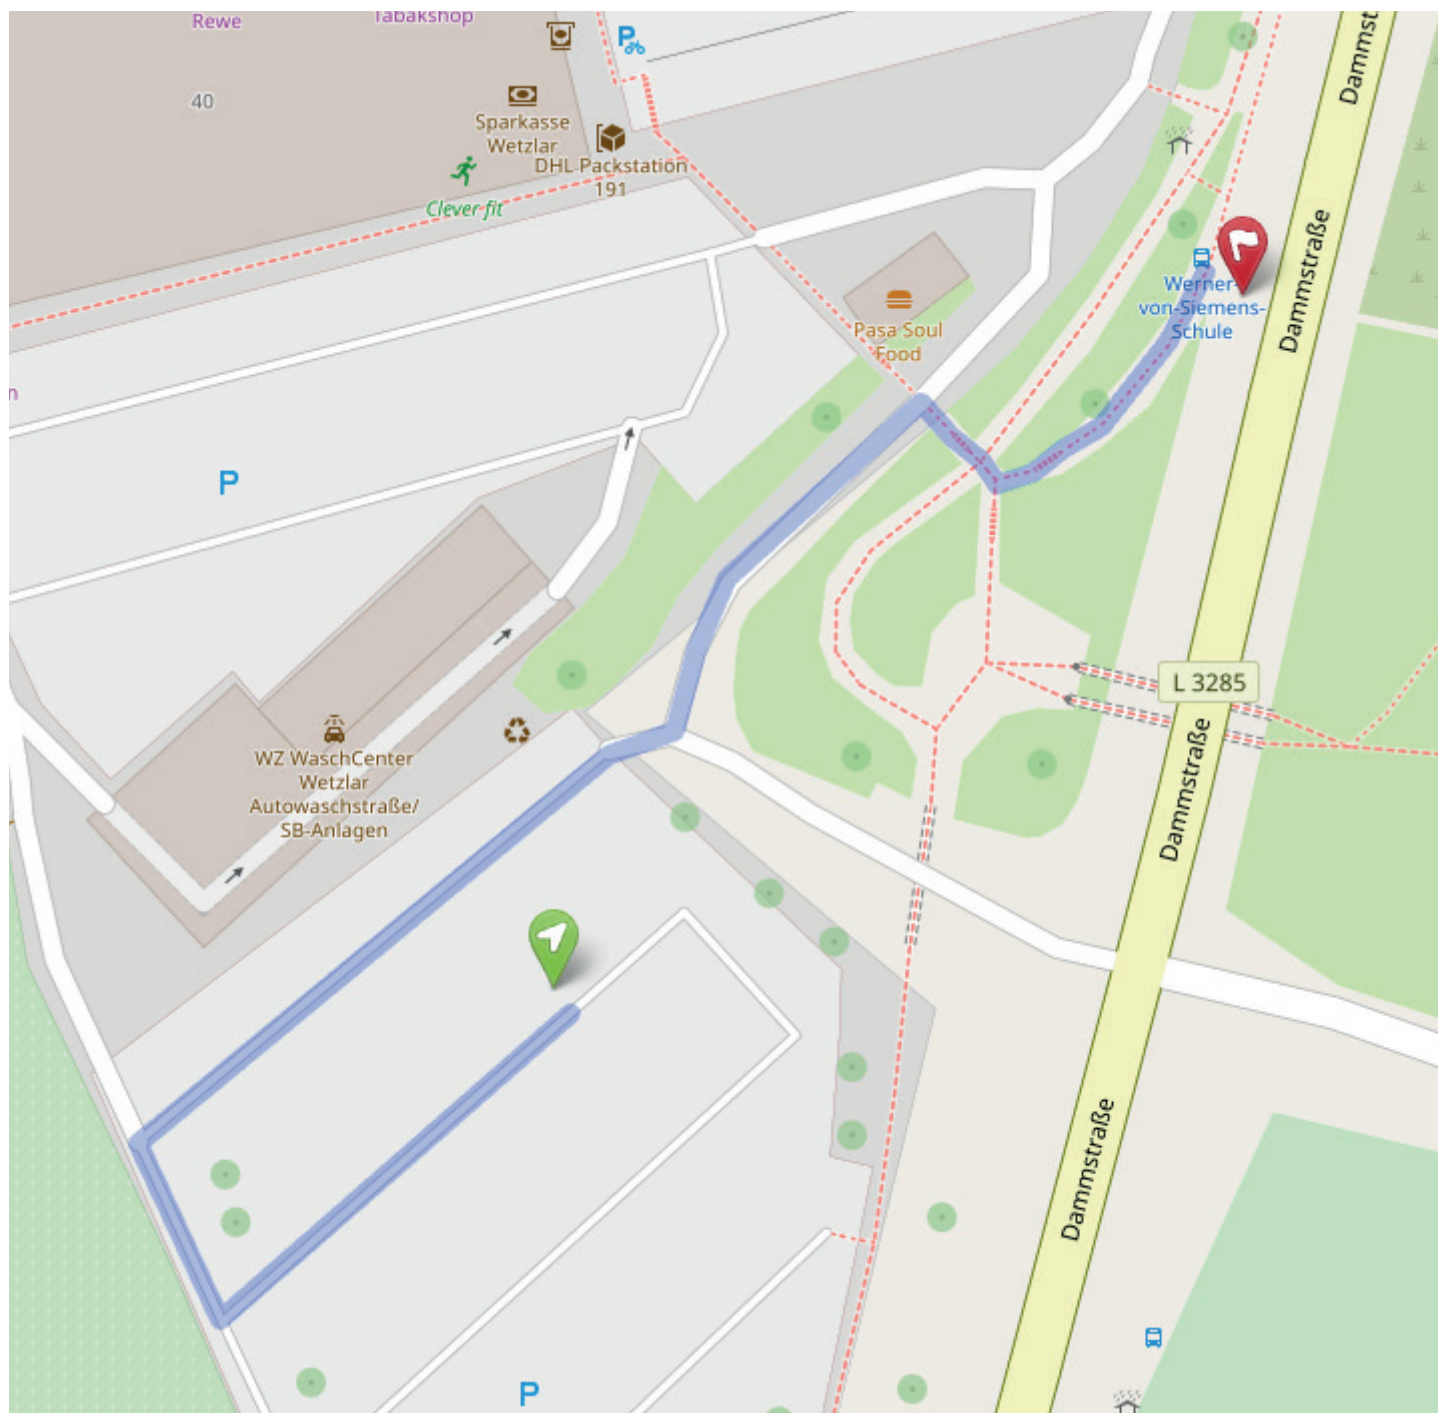 Rewe
Tabakshop
P
40
Sparkasse
Wetzlar
DHL Packstation
191
Clever fit
Dammst
Werner-
von-Siemens-
Schule
Dammstraße
Pasa Soul
Food
n
P
L 3285
WZ WaschCenter
Wetzlar
Autowaschstraße/
SB-Anlagen
Dammstraße
Dammstraße
P